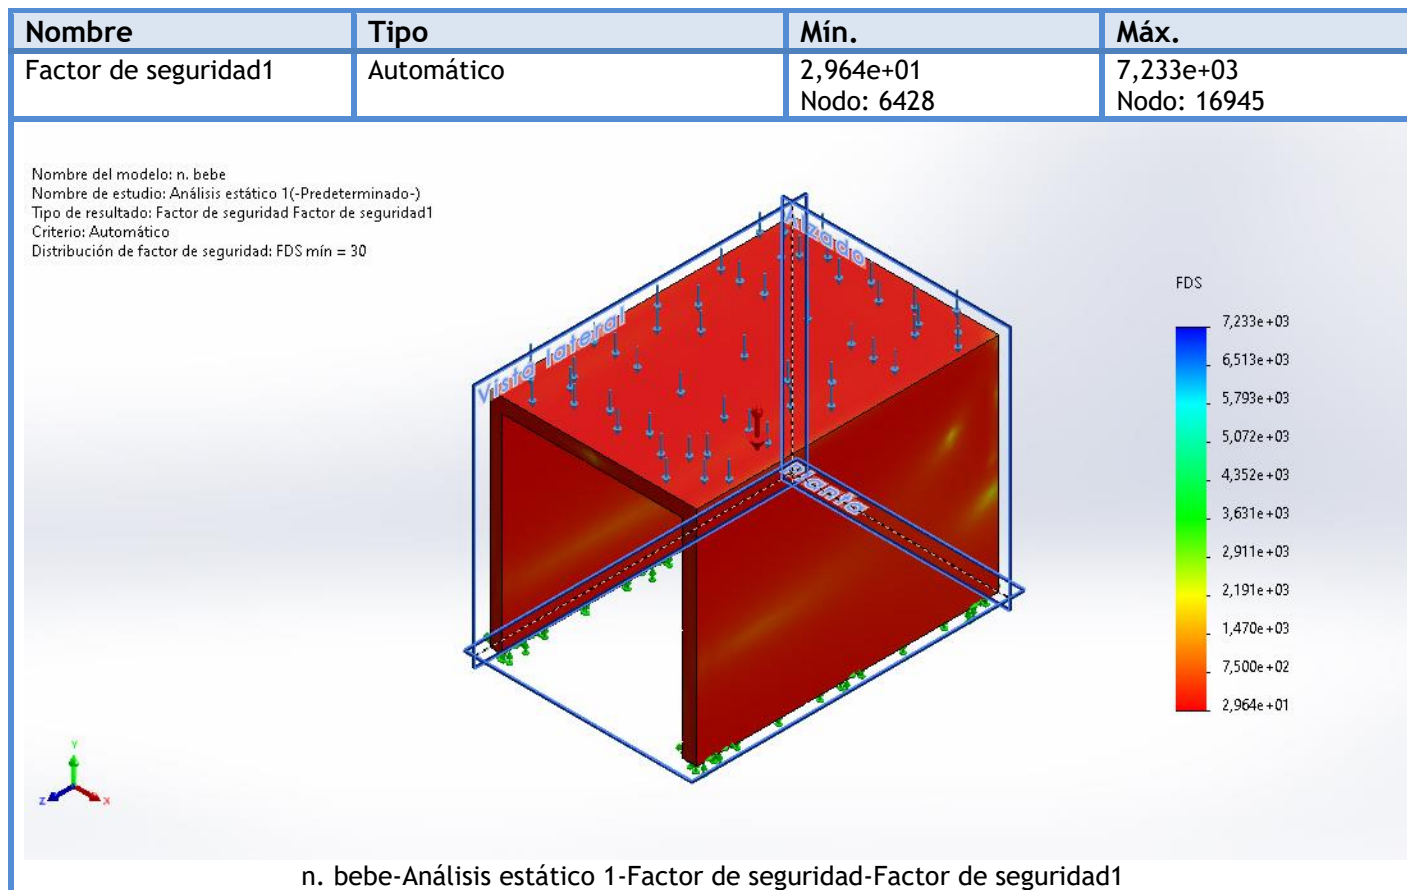 Nombre Tipo Mín. Máx.
Factor de seguridad1 Automático 2,964e+01 7,233e+03
Nodo: 6428 Nodo: 16945
Nombre del modelo: n. bebe
Nombre de estudio: Análisis estático 1(-Predeterminado-)
Tipo de resultado: Factor de seguridad Factor de seguridad1
Criterio: Automático
Distribución de factor de seguridad: FDS mín = 30
Alzado
Vista lateral
Planta
FDS
7,233e+03
6,513e+03
5,793e+03
5,072e+03
4,352e+03
3,631e+03
2,911e+03
2,191e+03
1,470e+03
7,500e+02
2,964e+01
Y
Z
X
n. bebe-Análisis estático 1-Factor de seguridad-Factor de seguridad1